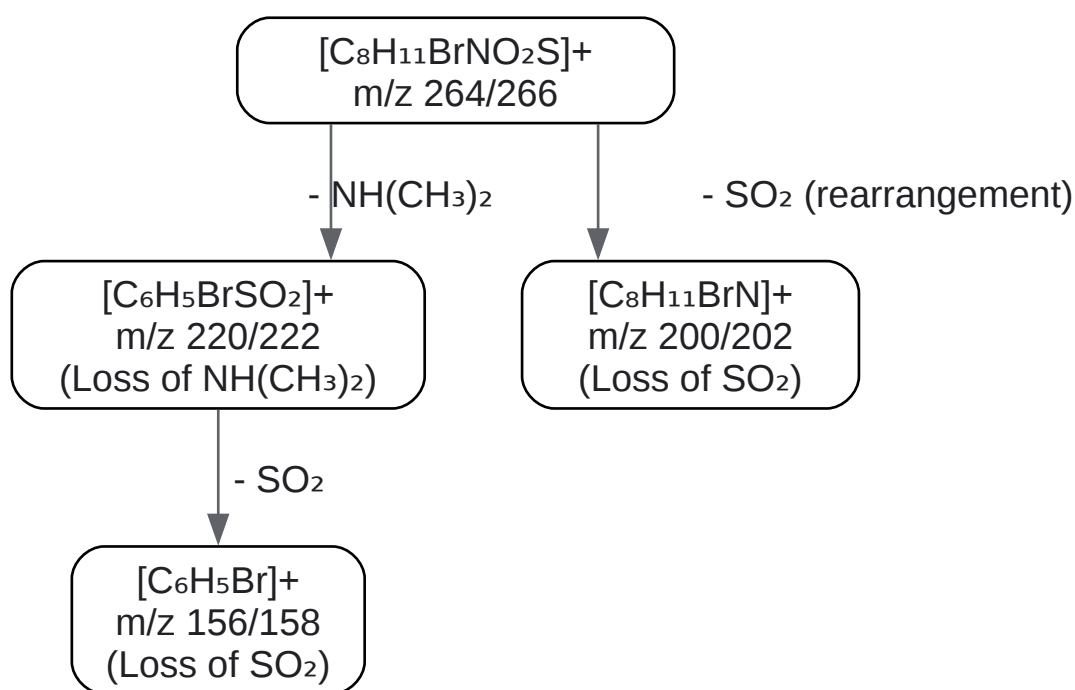 [C₈H₁₁BrNO₂S]+
m/z 264/266
- NH(CH₃)₂
- SO₂ (rearrangement)
[C₆H₅BrSO₂]+
m/z 220/222
(Loss of NH(CH₃)₂)
[C₈H₁₁BrN]+
m/z 200/202
(Loss of SO₂)
- SO₂
[C₆H₅Br]+
m/z 156/158
(Loss of SO₂)